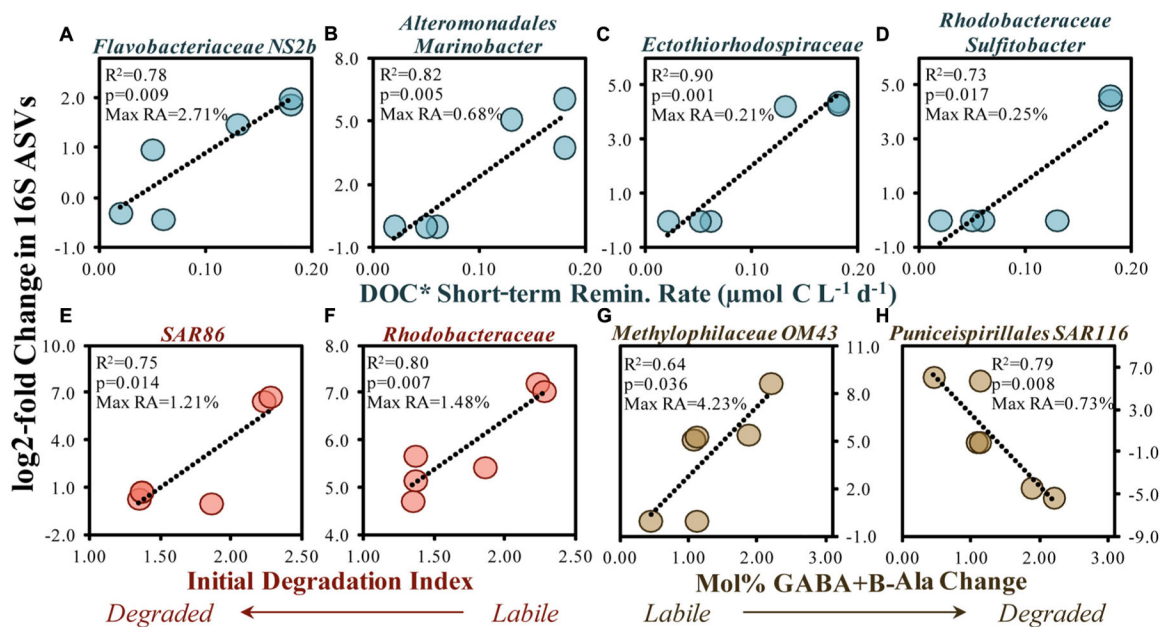 A
Flavobacteriaceae NS2b
R²=0.78
p=0.009
Max RA=2.71%
2.0
1.0
0.0
-1.0
0.00
0.10
0.20
B
Alteromonadales
Marinobacter
8.0
R²=0.82
p=0.005
Max RA=0.68%
5.0
2.0
-1.0
0.00
0.10
0.20
C
Ectothiorhodospiraceae
R²=0.90
p=0.001
Max RA=0.21%
5.0
4.0
1.0
-1.0
0.00
0.10
0.20
D
Rhodobacteraceae
Sulfitobacter
R²=0.73
p=0.017
Max RA=0.25%
5.0
4.0
1.0
-1.0
0.00
0.10
0.20
log2-fold Change in 16S ASVs
DOC* Short-term Remin. Rate (µmol C L⁻¹ d⁻¹)
E
SAR86
10.0
R²=0.75
p=0.014
Max RA=1.21%
7.0
4.0
1.0
-2.0
1.00
1.50
2.00
2.50
F
Rhodobacteraceae
8.0
R²=0.80
p=0.007
Max RA=1.48%
7.0
6.0
5.0
4.0
1.00
1.50
2.00
2.50
G
Methylophilaceae OM43
11.0
R²=0.64
p=0.036
Max RA=4.23%
8.0
5.0
2.0
-1.0
0.00
1.00
2.00
3.00
H
Puniceispirillales SAR116
R²=0.79
p=0.008
Max RA=0.73%
7.0
3.0
-1.0
-5.0
-9.0
0.00
1.00
2.00
3.00
Initial Degradation Index
Degraded
Labile
Mol% GABA+B-Ala Change
Labile
Degraded